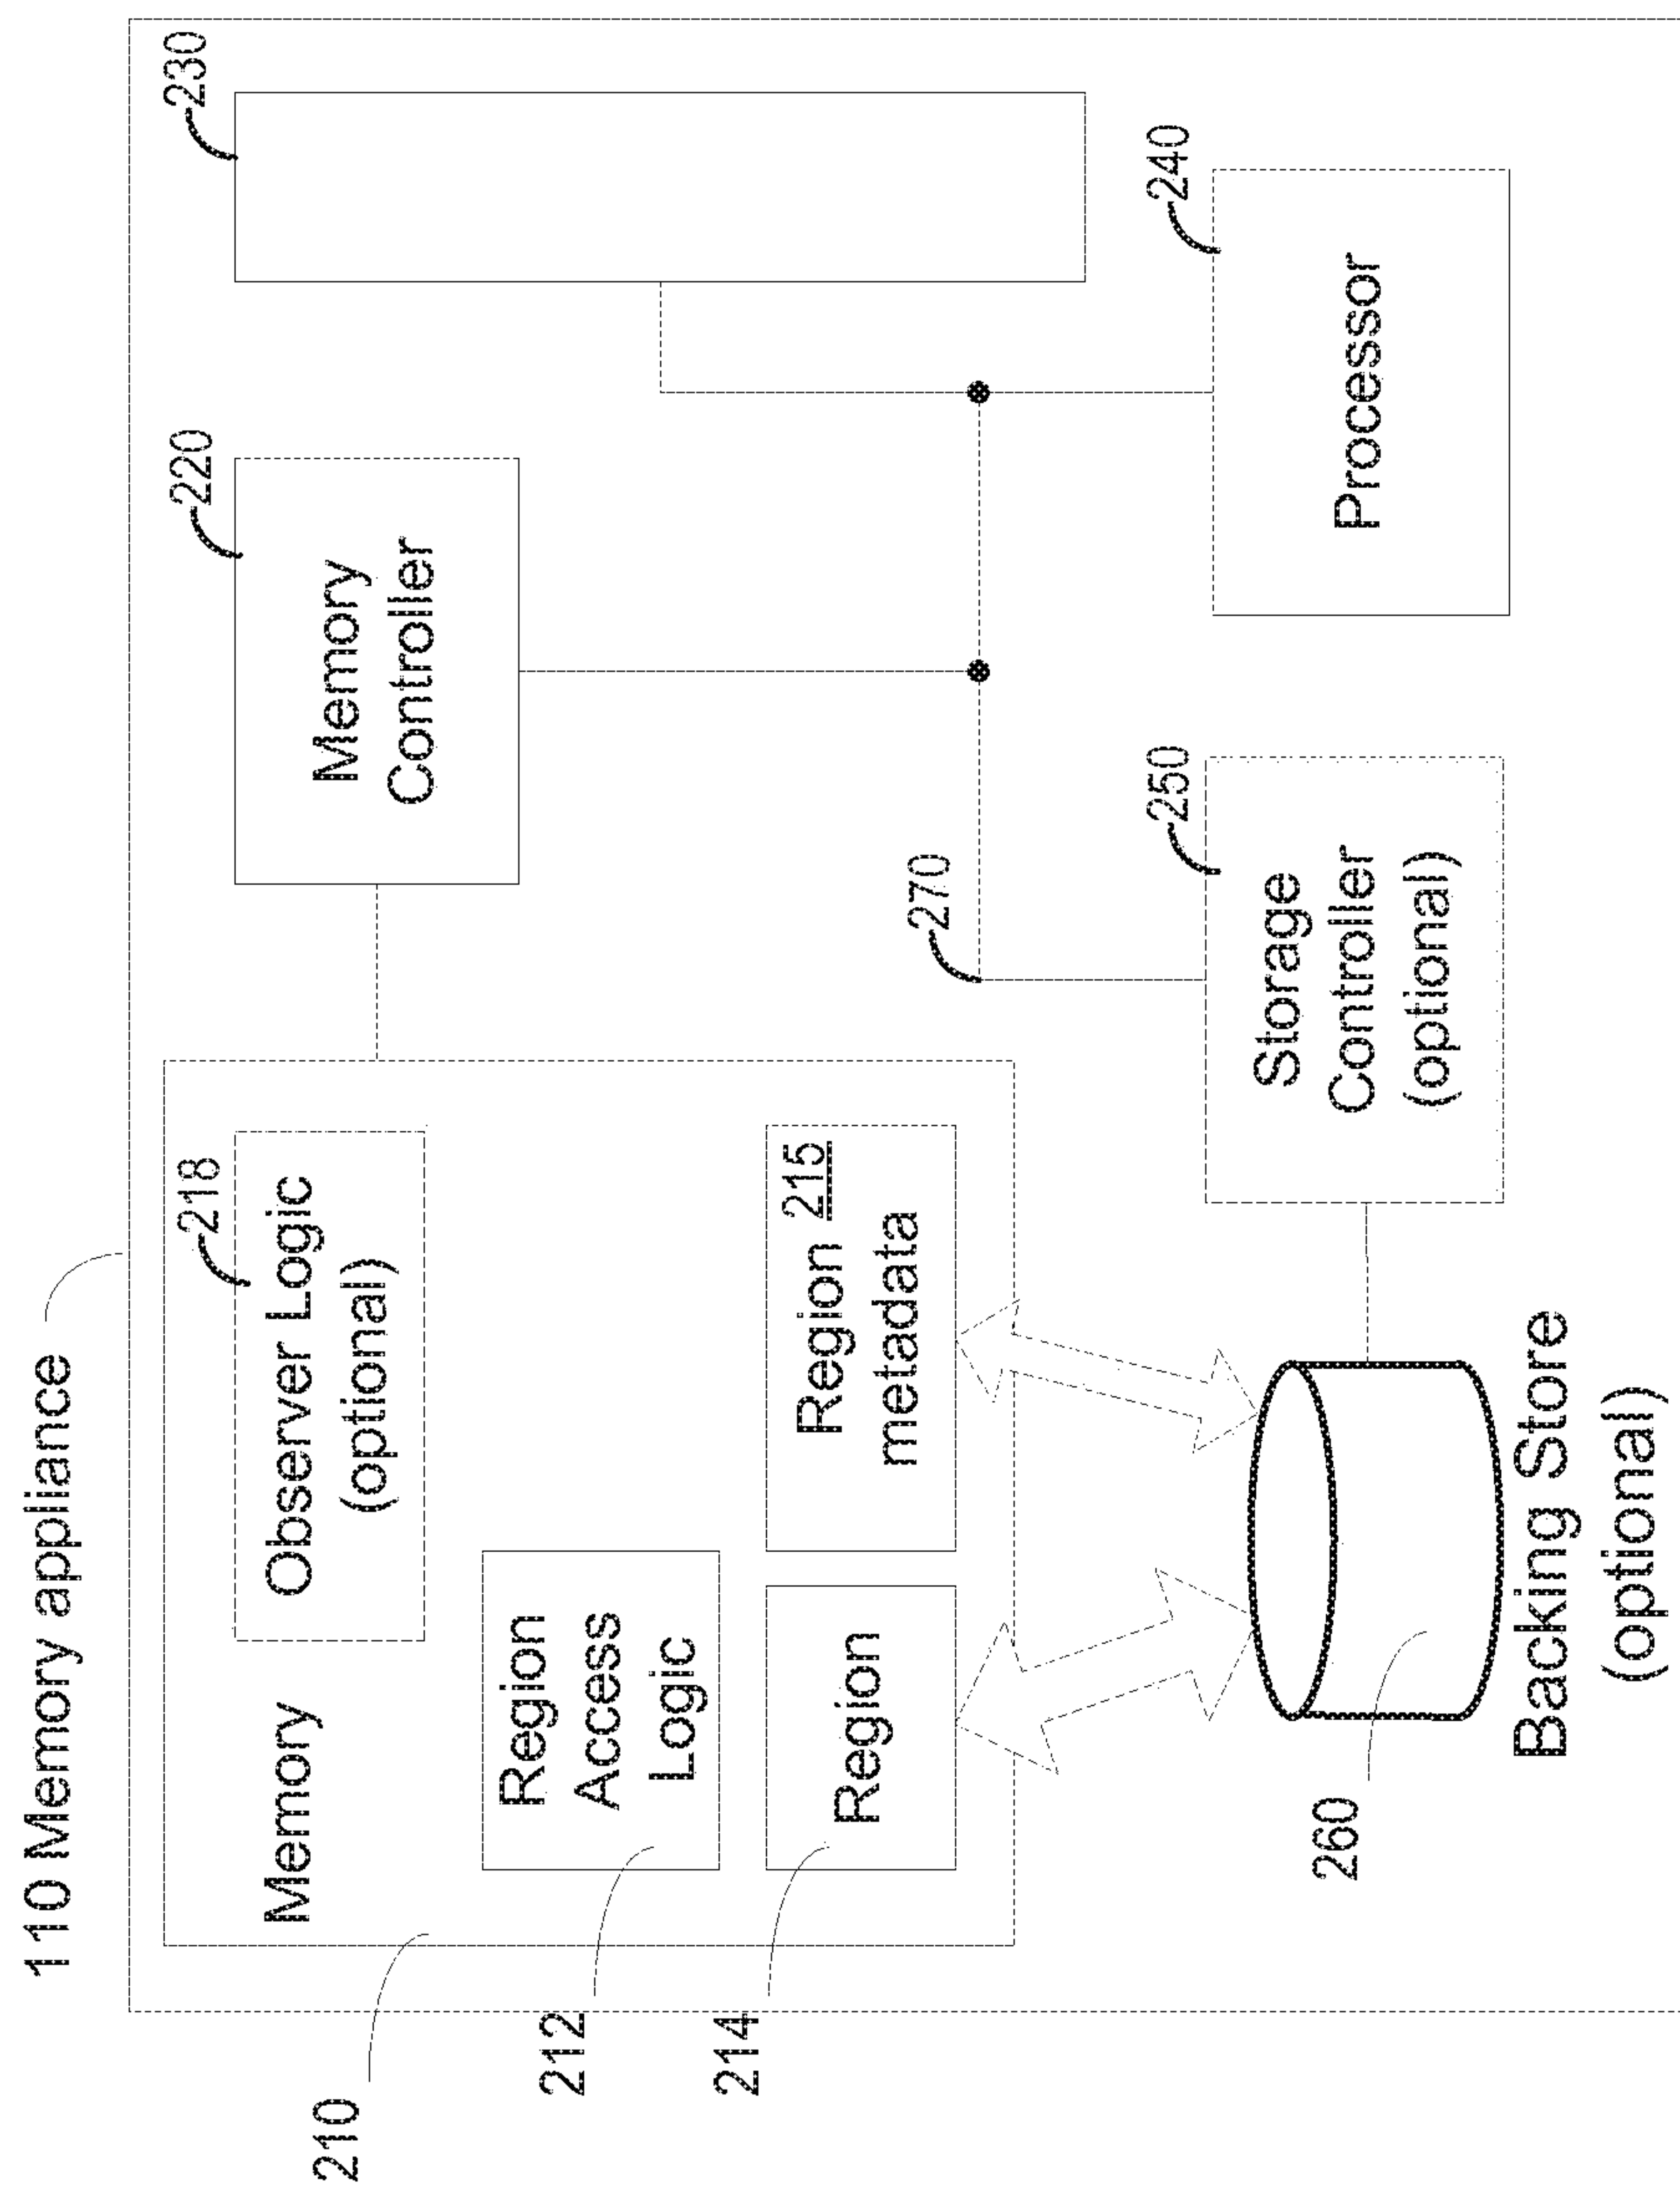 110 Memory appliance
210
Memory
218
Observer Logic
(optional)
212
Region
Access
Logic
214
Region
Region 215
metadata
220
Memory
Controller
230
270
260
Backing Store
(optional)
250
Storage
Controller
(optional)
240
Processor